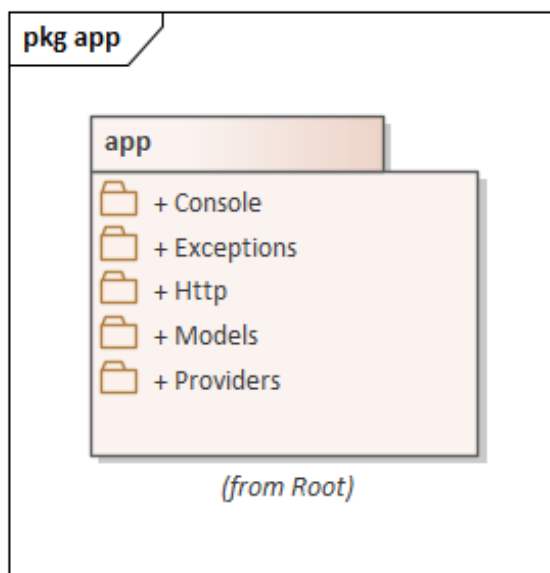 pkg app
app
+ Console
+ Exceptions
+ Http
+ Models
+ Providers
(from Root)